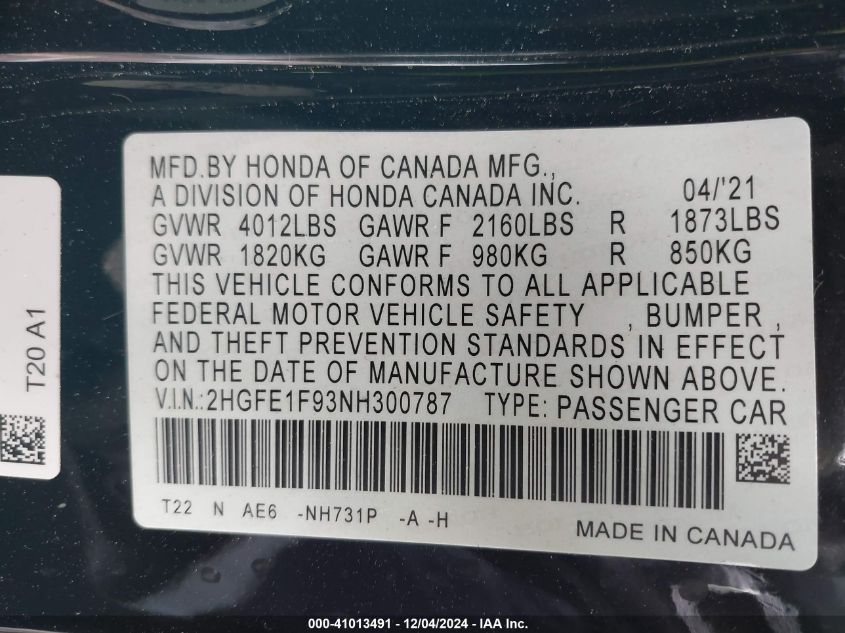 MFD.BY HONDA OF CANADA MFG.,
A DIVISION OF HONDA CANADA INC. 04/'21
GVWR 4012LBS GAWR F 2160LBS R 1873LBS
GVWR 1820KG GAWR F 980KG R 850KG
THIS VEHICLE CONFORMS TO ALL APPLICABLE
FEDERAL MOTOR VEHICLE SAFETY , BUMPER ,
AND THEFT PREVENTION STANDARDS IN EFFECT
ON THE DATE OF MANUFACTURE SHOWN ABOVE.
V.I.N.:2HGFE1F93NH300787 TYPE: PASSENGER CAR
T22 N AE6 -NH731P -A -H
MADE IN CANADA
T20 A1
000-41013491 - 12/04/2024 - IAA Inc.